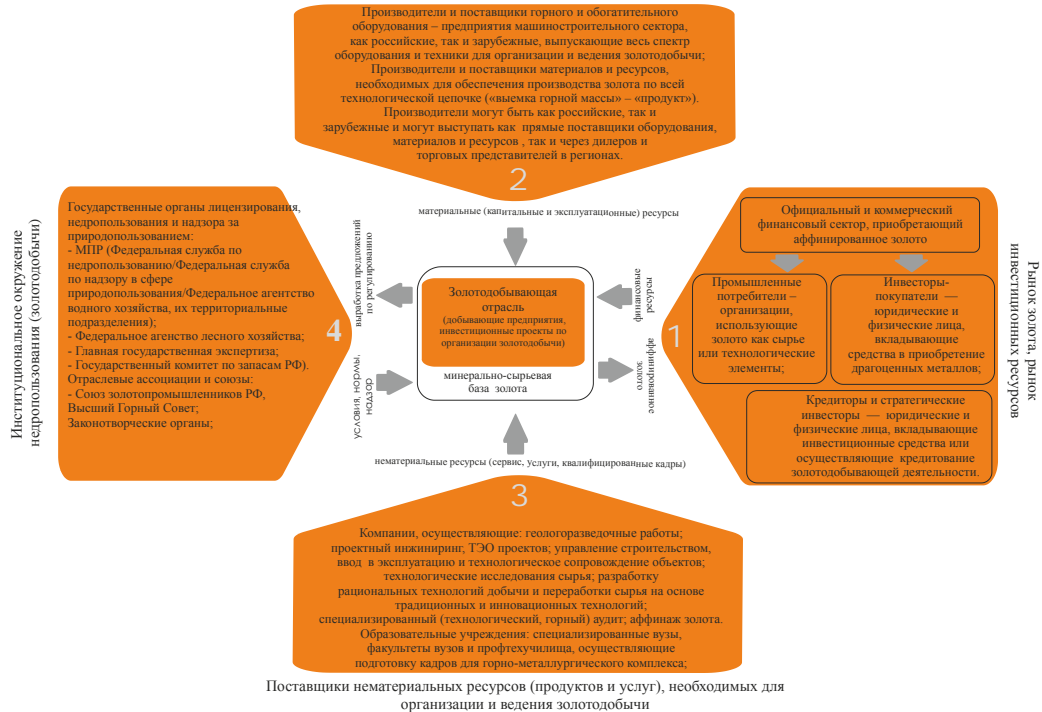 Производители и поставщики горного и обогатительного
оборудования – предприятия машиностроительного сектора,
как российские, так и зарубежные, выпускающие весь спектр
оборудования и техники для организации и ведения золотодобычи;
Производители и поставщики материалов и ресурсов,
необходимых для обеспечения производства золота по всей
технологической цепочке («выемка горной массы» – «продукт»).
Производители могут быть как российские, так и
зарубежные и могут выступать как прямые поставщики оборудования,
материалов и ресурсов , так и через дилеров и
торговых представителей в регионах.
2
материальные (капитальные и эксплуатационные) ресурсы
Институциональное окружение
недропользования (золотодобычи)
Государственные органы лицензирования,
недропользования и надзора за
природопользованием:
- МПР (Федеральная служба по
недропользованию/Федеральная служба
по надзору в сфере
природопользования/Федеральное агентство
водного хозяйства, их территориальные
подразделения);
- Федеральное агенство лесного хозяйства;
- Главная государственная экспертиза;
- Государственный комитет по запасам РФ).
Отраслевые ассоциации и союзы:
- Союз золотопромышленников РФ,
Высший Горный Совет;
Законотворческие органы;
4
выработка предложений
по регулированию
условия, нормы,
надзор
Золотодобывающая
отрасль
(добывающие предприятия,
инвестиционные проекты по
организации золотодобычи)
минерально-сырьевая
база золота
финансовые
ресурсы
аффинированное
золото
1
Официальный и коммерческий
финансовый сектор, приобретающий
аффинированое золото
Промышленные
потребители –
организации,
использующие
золото как сырье
или технологические
элементы;
Инвесторы-
покупатели —
юридические и
физические лица,
вкладывающие
средства в приобретение
драгоценных металлов;
Кредиторы и стратегические
инвесторы — юридические и
физические лица, вкладывающие
инвестиционные средства или
осуществляющие кредитование
золотодобывающей деятельности.
Рынок золота, рынок
инвестиционных ресурсов
нематериальные ресурсы (сервис, услуги, квалифицированные кадры)
3
Компании, осуществляющие: геологоразведочные работы;
проектный инжиниринг, ТЭО проектов; управление строительством,
ввод в эксплуатацию и технологическое сопровождение объектов;
технологические исследования сырья; разработку
рациональных технологий добычи и переработки сырья на основе
традиционных и инновационных технологий;
специализированный (технологический, горный) аудит; аффинаж золота.
Образовательные учреждения: специализированные вузы,
факультеты вузов и профтехучилища, осуществляющие
подготовку кадров для горно-металлургического комплекса;
Поставщики нематериальных ресурсов (продуктов и услуг), необходимых для
организации и ведения золотодобычи